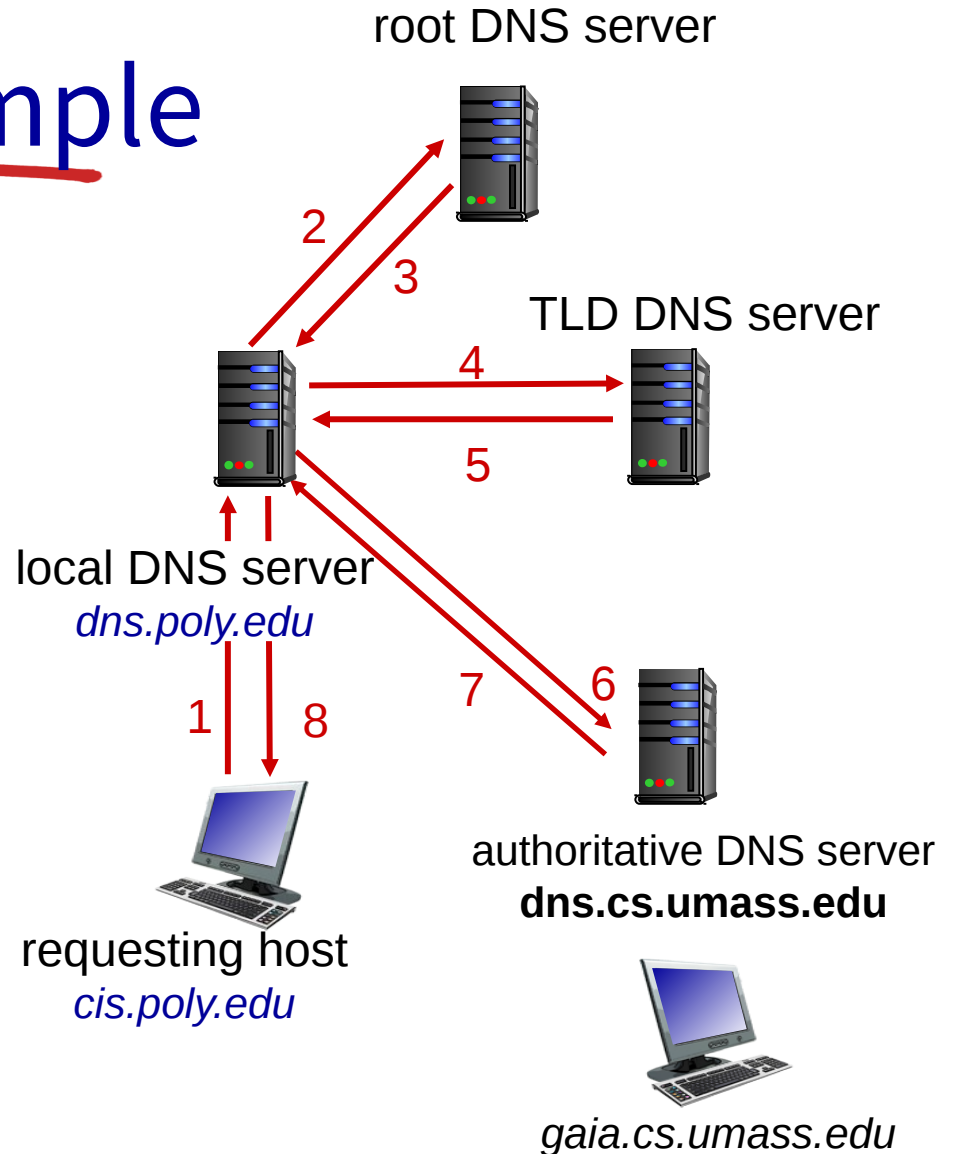 root DNS server
2
3
TLD DNS server
4
5
local DNS server
dns.poly.edu
7
6
1
8
authoritative DNS server
dns.cs.umass.edu
requesting host
cis.poly.edu
gaia.cs.umass.edu